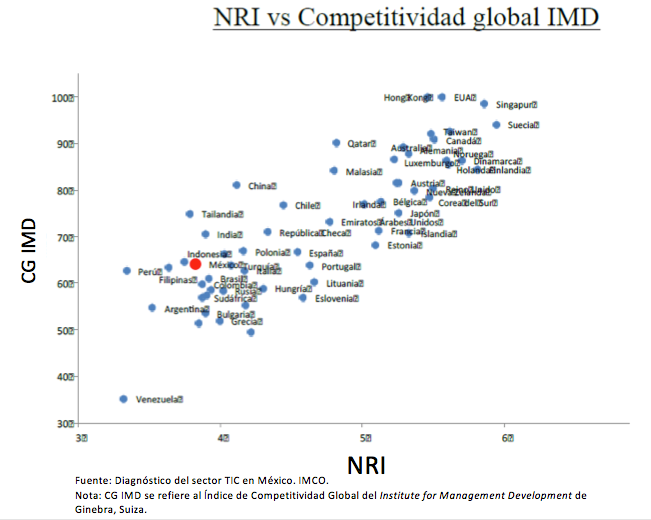 NRI vs Competitividad global IMD
CG IMD
100
90
80
70
60
50
40
30
Hong Kong
EUA
Singapur
Suecia
Taiwan
Canadá
Qatar
Australia
Alemania
Noruega
Luxemburgo
Dinamarca
Holanda
Finlandia
Malasia
China
Austria
Reino Unido
Nueva Zelanda
Chile
Irlanda
Bélgica
Corea del Sur
Tailandia
Japón
Emiratos Árabes Unidos
India
República Checa
Francia
Islandia
Estonia
Indonesia
Polonia
España
México
Turquía
Italia
Portugal
Perú
Filipinas
Brasil
Colombia
Rusia
Hungría
Lituania
Sudáfrica
Eslovenia
Argentina
Bulgaria
Grecia
Venezuela
30
40
50
60
NRI
Fuente: Diagnóstico del sector TIC en México. IMCO.
Nota: CG IMD se refiere al Índice de Competitividad Global del Institute for Management Development de
Ginebra, Suiza.